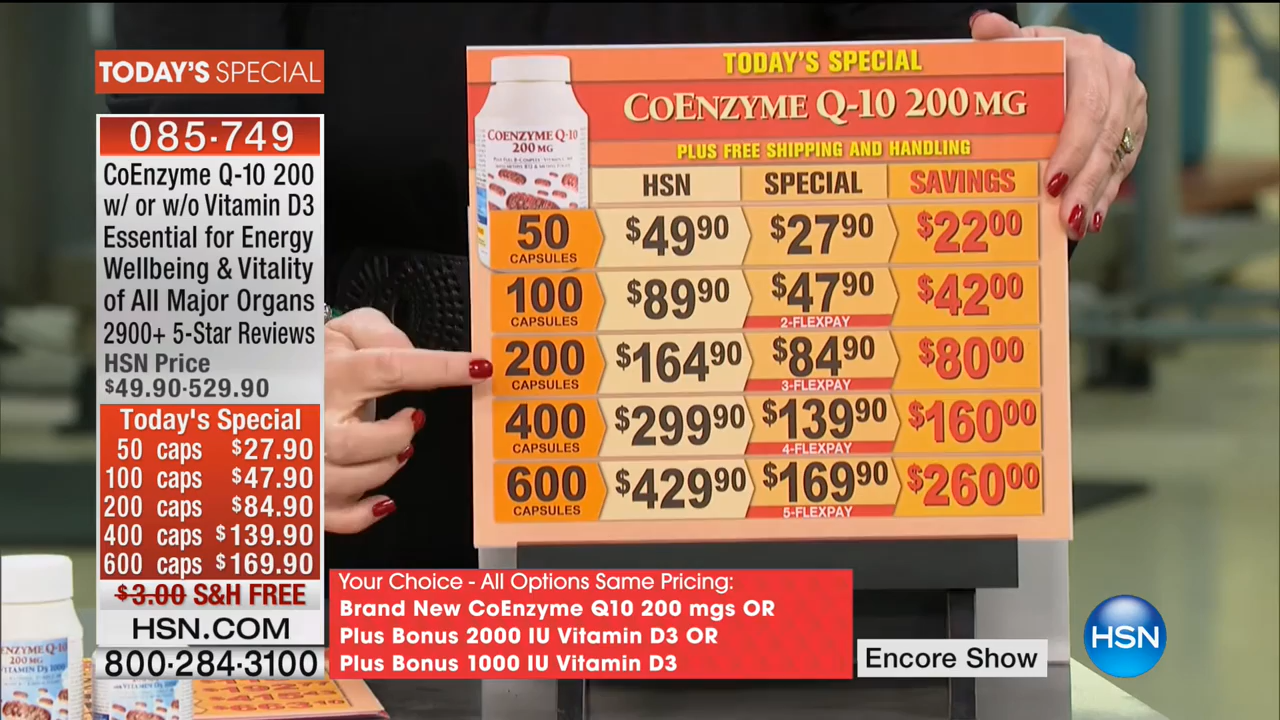 TODAY'S SPECIAL
085·749
CoEnzyme Q-10 200
w/ or w/o Vitamin D3
Essential for Energy
Wellbeing & Vitality
of All Major Organs
2900+ 5-Star Reviews
HSN Price
$49.90-529.90
Today's Special
50 caps $27.90
100 caps $47.90
200 caps $84.90
400 caps $139.90
600 caps $169.90
$3.00 S&H FREE
HSN.COM
800·284·3100
TODAY'S SPECIAL
COENZYME Q-10 200 MG
PLUS FREE SHIPPING AND HANDLING
COENZYME Q-10
200 MG
HSN SPECIAL SAVINGS
50 CAPSULES $49.90 $27.90 $22.00
100 CAPSULES $89.90 $47.90 $42.00
2-FLEXPAY
200 CAPSULES $164.90 $84.90 $80.00
3-FLEXPAY
400 CAPSULES $299.90 $139.90 $160.00
4-FLEXPAY
600 CAPSULES $429.90 $169.90 $260.00
5-FLEXPAY
Your Choice - All Options Same Pricing:
Brand New CoEnzyme Q10 200 mgs OR
Plus Bonus 2000 IU Vitamin D3 OR
Plus Bonus 1000 IU Vitamin D3
Encore Show
HSN
ENZYME Q-10
200 MG